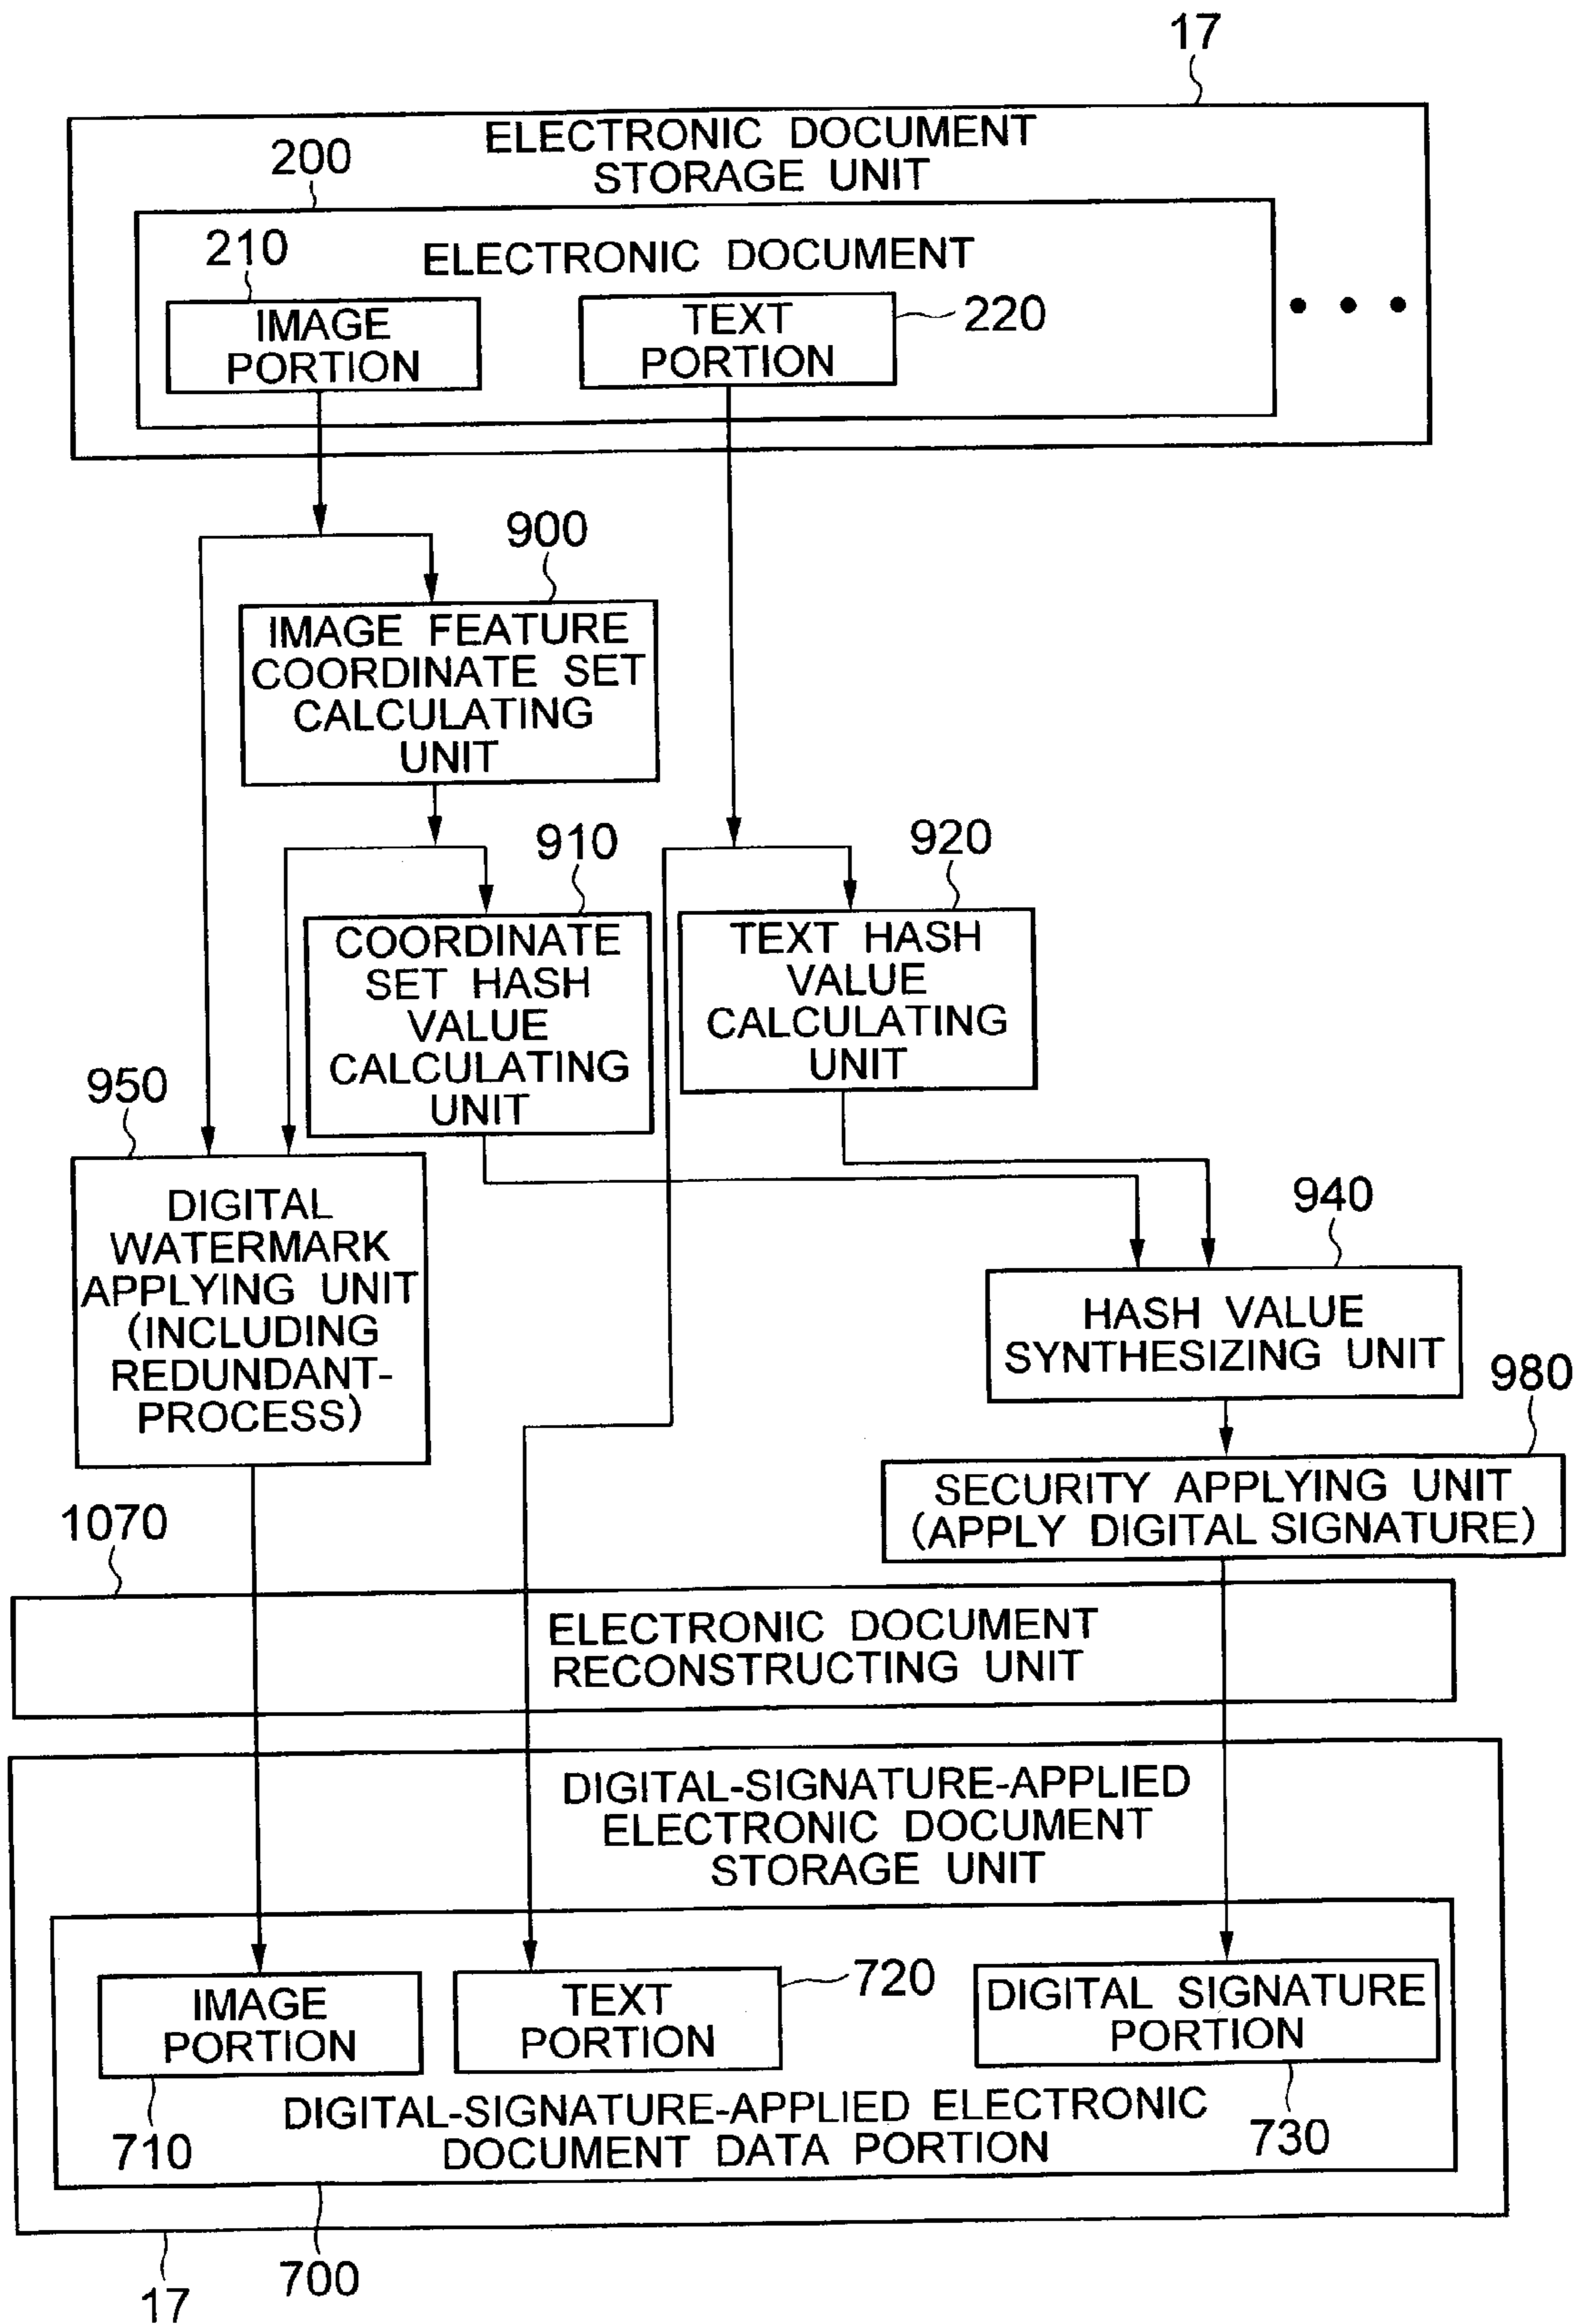 17
ELECTRONIC DOCUMENT
STORAGE UNIT
200
ELECTRONIC DOCUMENT
210
IMAGE
PORTION
TEXT
PORTION
220
900
IMAGE FEATURE
COORDINATE SET
CALCULATING
UNIT
910
COORDINATE
SET HASH
VALUE
CALCULATING
UNIT
920
TEXT HASH
VALUE
CALCULATING
UNIT
950
DIGITAL
WATERMARK
APPLYING UNIT
(INCLUDING
REDUNDANT-
PROCESS)
940
HASH VALUE
SYNTHESIZING UNIT
980
SECURITY APPLYING UNIT
(APPLY DIGITAL SIGNATURE)
1070
ELECTRONIC DOCUMENT
RECONSTRUCTING UNIT
DIGITAL-SIGNATURE-APPLIED
ELECTRONIC DOCUMENT
STORAGE UNIT
IMAGE
PORTION
710
TEXT
PORTION
720
DIGITAL SIGNATURE
PORTION
730
DIGITAL-SIGNATURE-APPLIED ELECTRONIC
DOCUMENT DATA PORTION
700
17